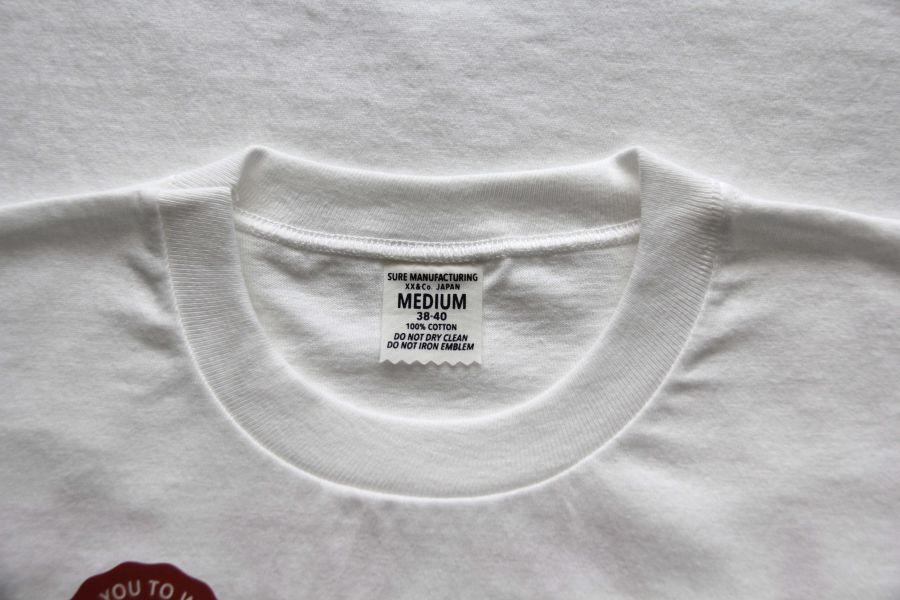 SURE MANUFACTURING
XX&Co. JAPAN
MEDIUM
38-40
100% COTTON
DO NOT DRY CLEAN
DO NOT IRON EMBLEM
YOU TO